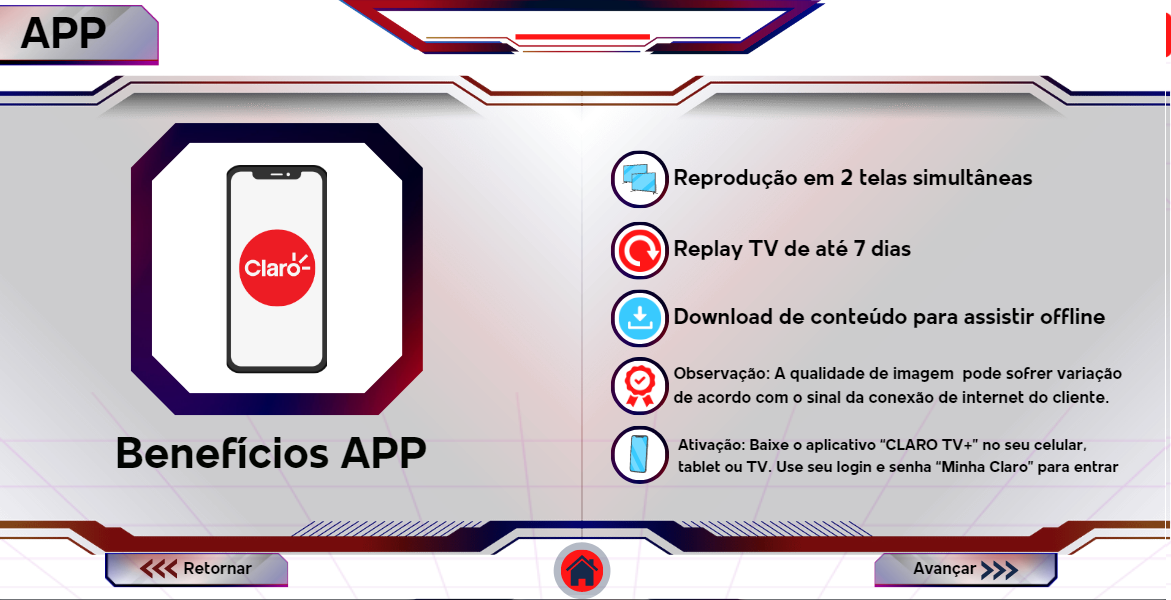 APP
Claro
Benefícios APP
Reprodução em 2 telas simultâneas
Replay TV de até 7 dias
Download de conteúdo para assistir offline
Observação: A qualidade de imagem pode sofrer variação
de acordo com o sinal da conexão de internet do cliente.
Ativação: Baixe o aplicativo “CLARO TV+” no seu celular,
tablet ou TV. Use seu login e senha “Minha Claro” para entrar
Retornar
Avançar